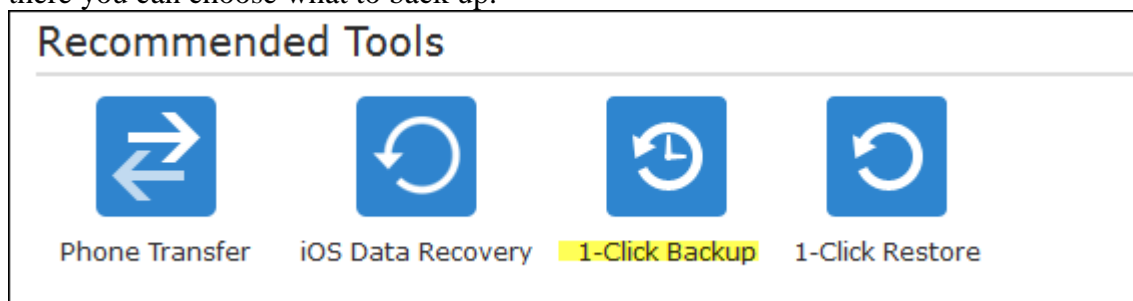 there you can choose what to back up.
Recommended Tools
Phone Transfer iOS Data Recovery 1-Click Backup 1-Click Restore